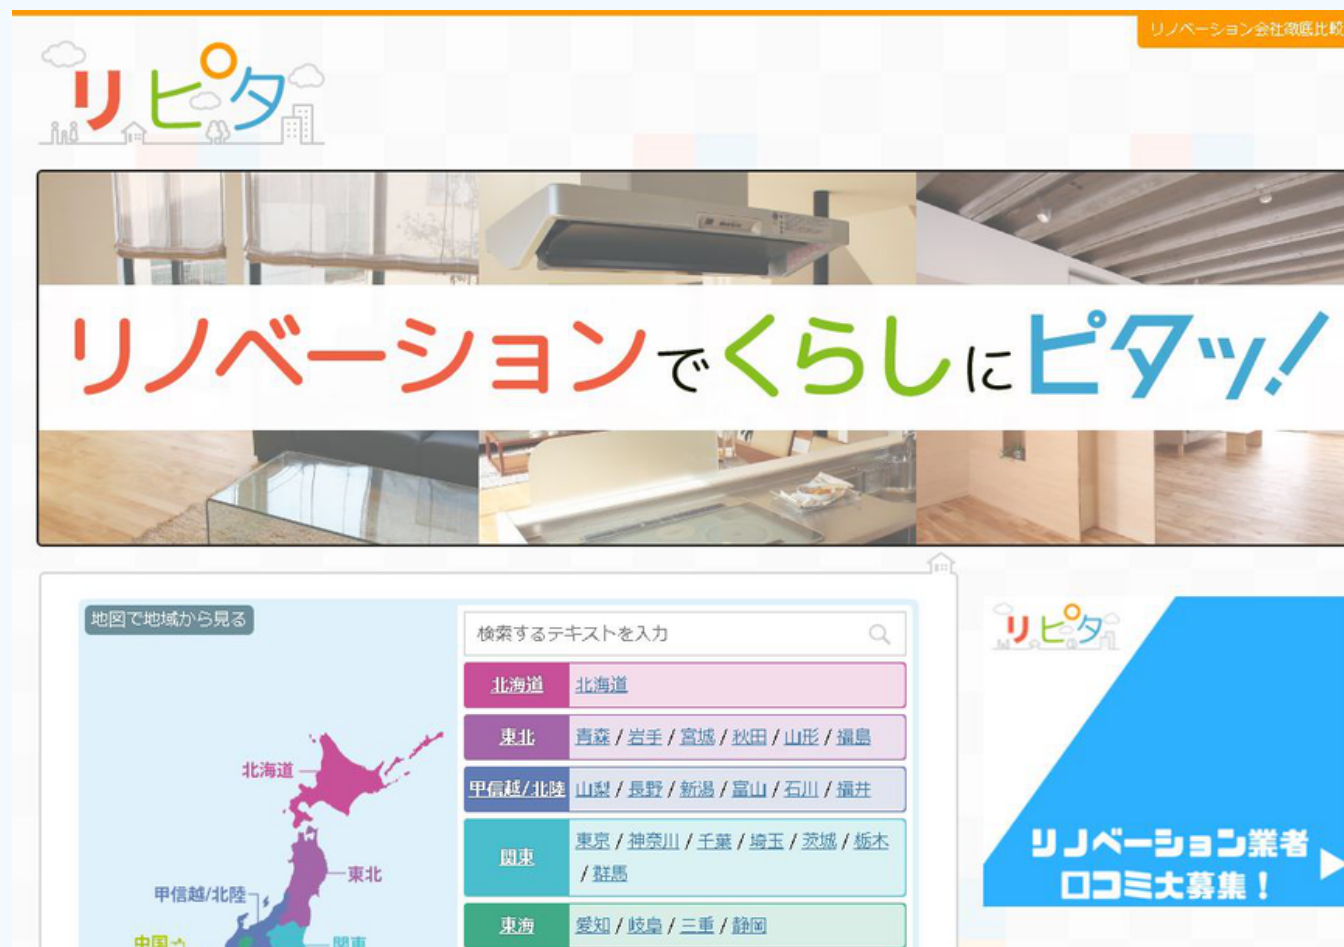 リノベーション会社徹底比較
リピタ
リノベーションでくらしにピタッ!
地図で地域から見る
検索するテキストを入力
北海道 北海道
東北 青森 / 岩手 / 宮城 / 秋田 / 山形 / 福島
甲信越/北陸 山梨 / 長野 / 新潟 / 富山 / 石川 / 福井
関東 東京 / 神奈川 / 千葉 / 埼玉 / 茨城 / 栃木
/ 群馬
東海 愛知 / 岐阜 / 三重 / 静岡
北海道
東北
甲信越/北陸
中国
関東
リピタ
リノベーション業者
口コミ大募集!